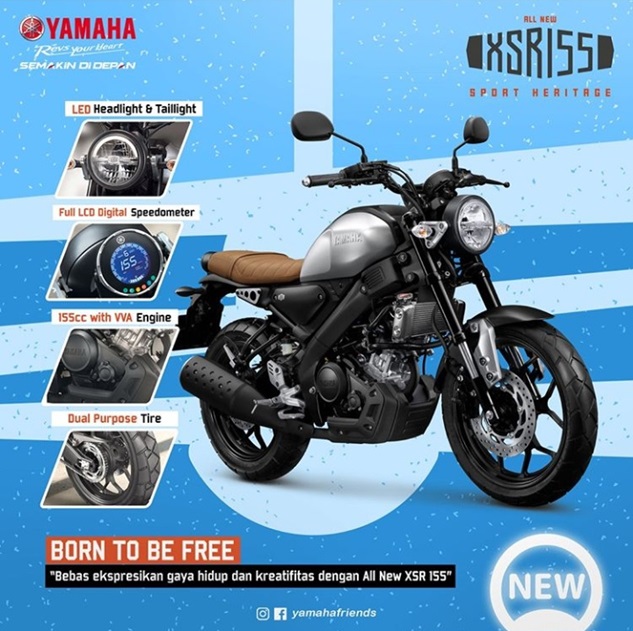 YAMAHA
Revs your Heart
SEMAKIN DI DEPAN
ALL NEW
XSR155
SPORT HERITAGE
LED Headlight & Taillight
Full LCD Digital Speedometer
155
155cc with VVA Engine
Dual Purpose Tire
YAMAHA
BORN TO BE FREE
"Bebas ekspresikan gaya hidup dan kreatifitas dengan All New XSR 155"
NEW
yamahafriends